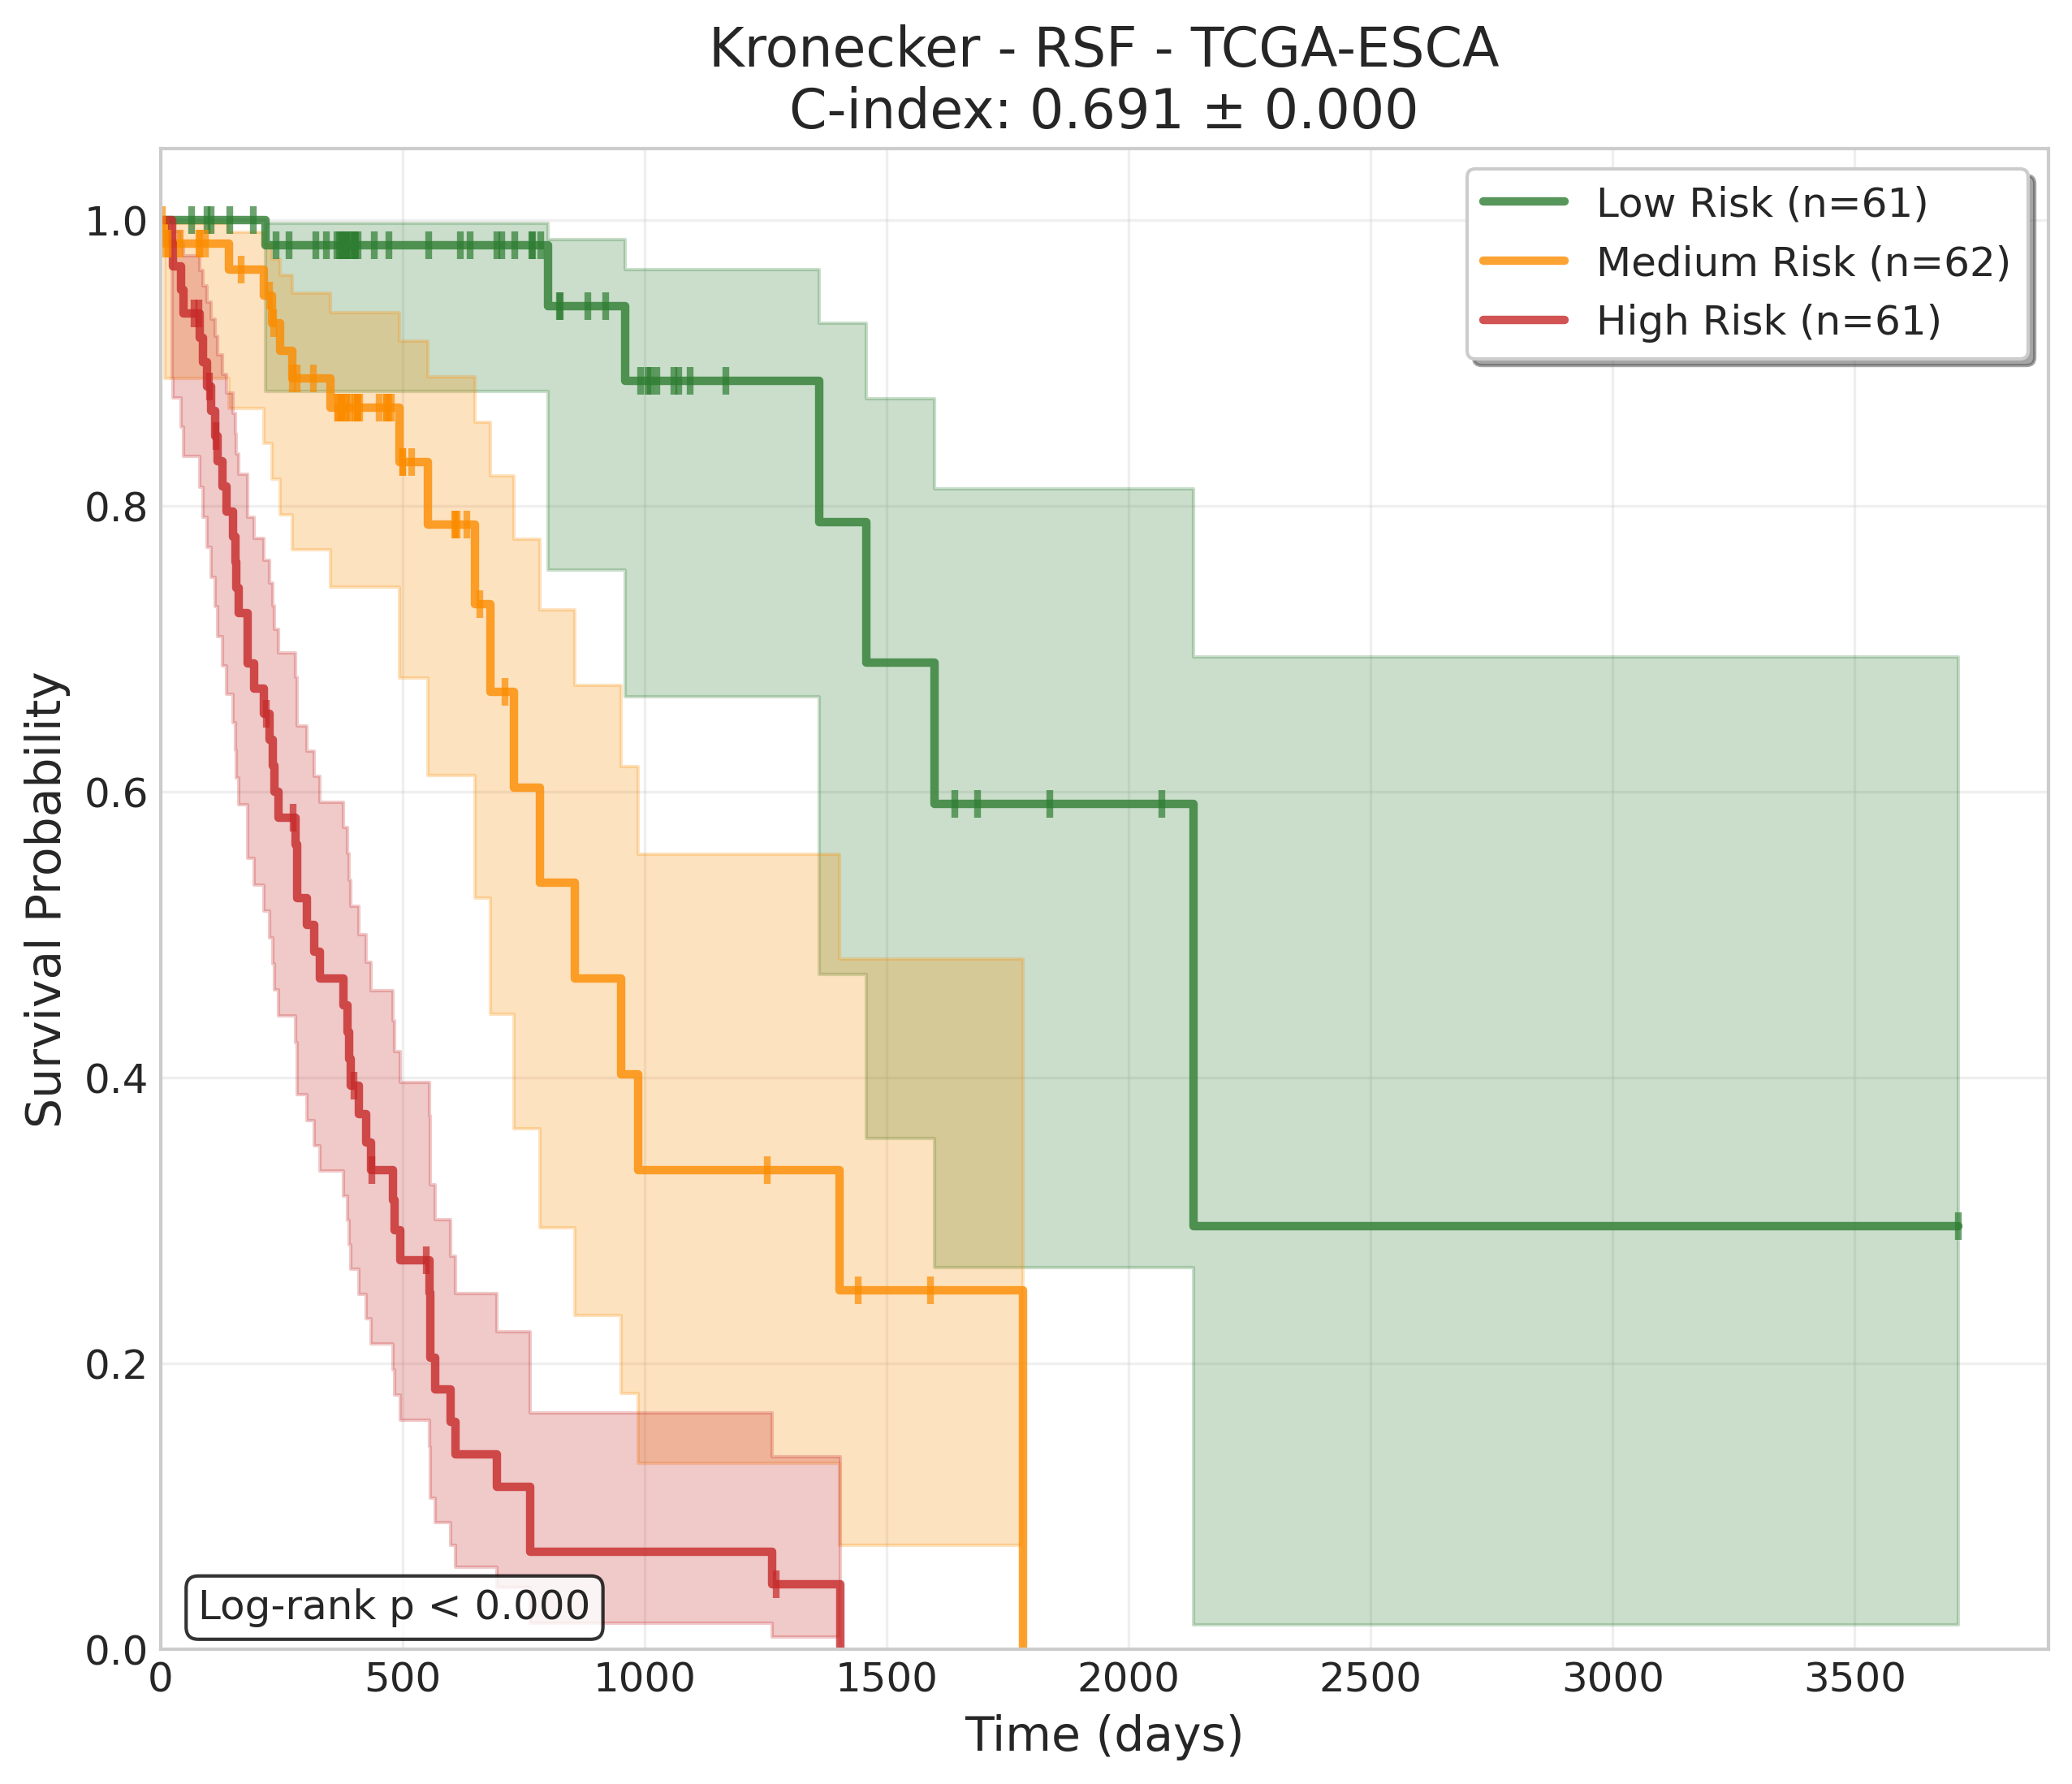 Kronecker - RSF - TCGA-ESCA
C-index: 0.691 ± 0.000
Low Risk (n=61)
Medium Risk (n=62)
High Risk (n=61)
Survival Probability
1.0
0.8
0.6
0.4
0.2
0.0
Log-rank p < 0.000
0 500 1000 1500 2000 2500 3000 3500
Time (days)